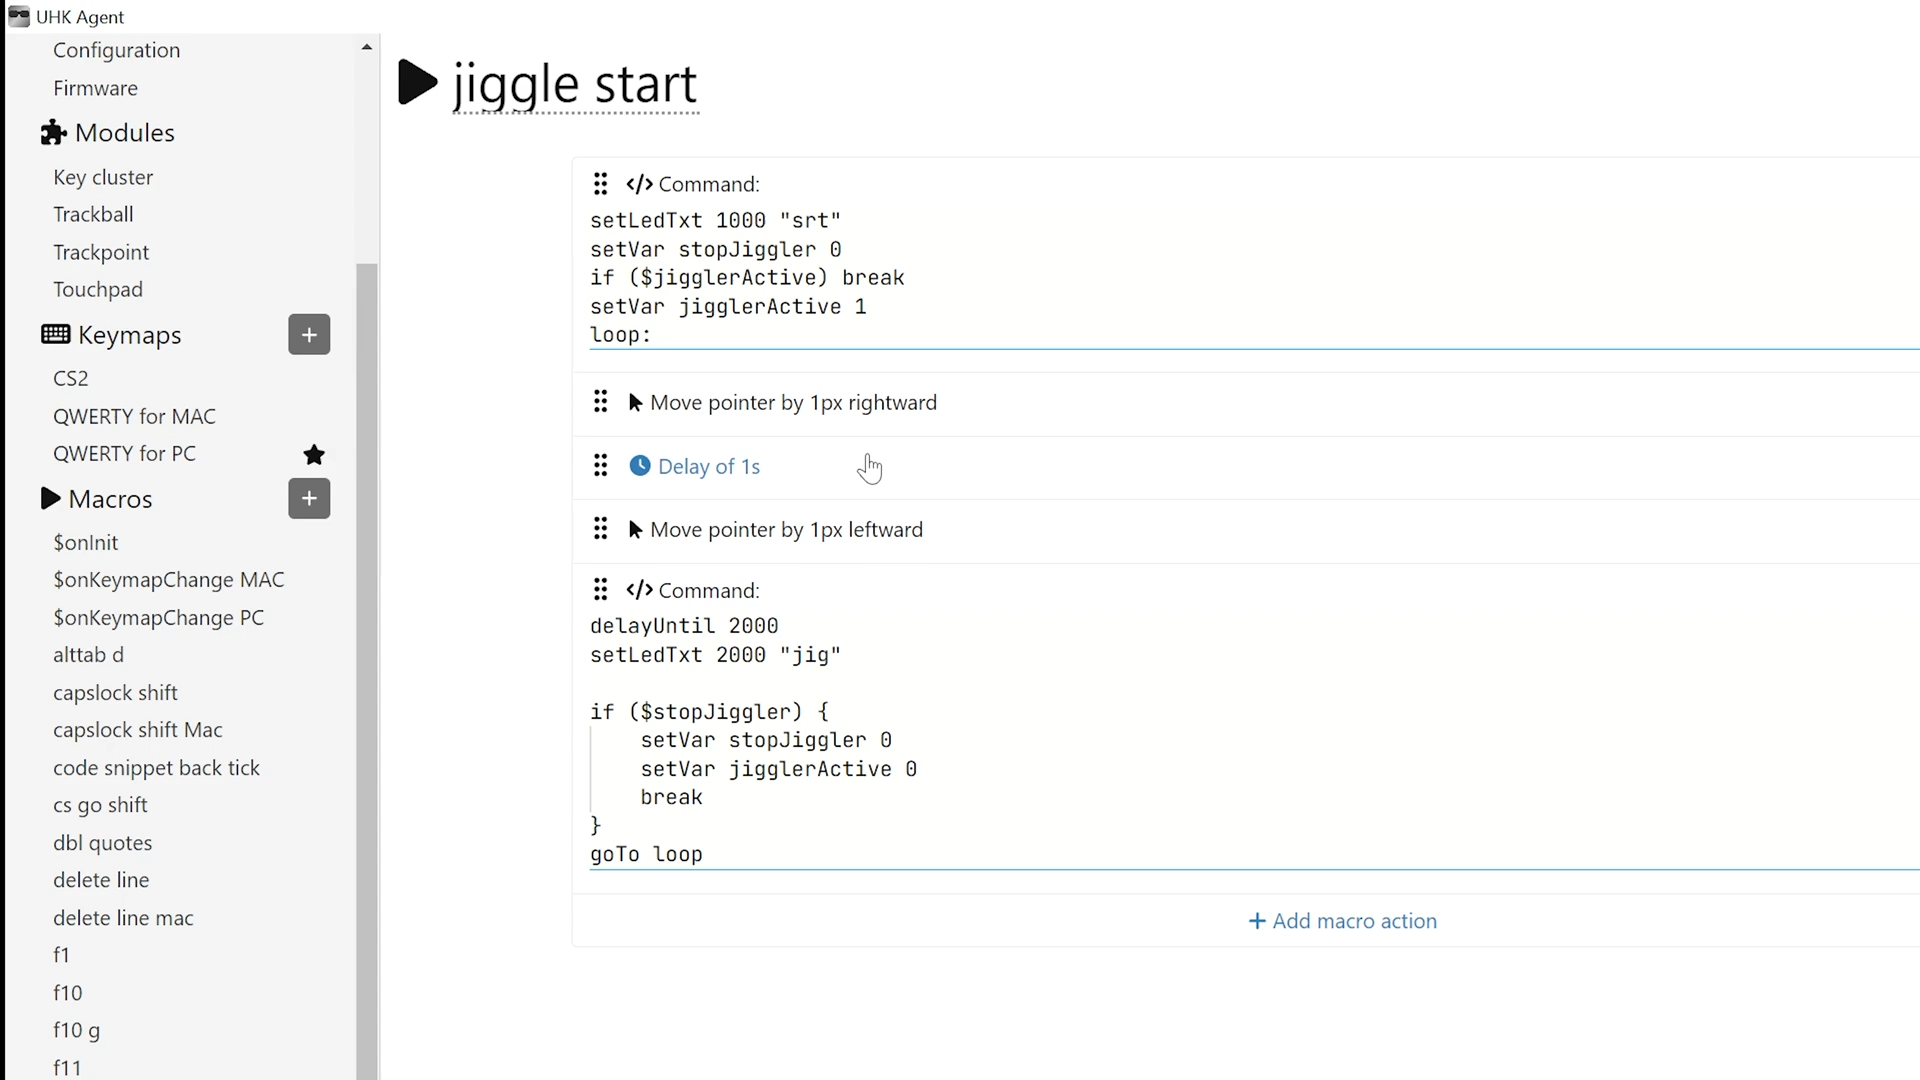 UHK Agent
Configuration
Firmware
Modules
Key cluster
Trackball
Trackpoint
Touchpad
Keymaps
+
CS2
QWERTY for MAC
QWERTY for PC
Macros
+
$onInit
$onKeymapChange MAC
$onKeymapChange PC
alttab d
capslock shift
capslock shift Mac
code snippet back tick
cs go shift
dbl quotes
delete line
delete line mac
f1
f10
f10 g
f11
jiggle start
</> Command:
setLedTxt 1000 "srt"
setVar stopJiggler 0
if ($jigglerActive) break
setVar jigglerActive 1
loop:
Move pointer by 1px rightward
Delay of 1s
Move pointer by 1px leftward
</> Command:
delayUntil 2000
setLedTxt 2000 "jig"
if ($stopJiggler) {
setVar stopJiggler 0
setVar jigglerActive 0
break
}
goTo loop
+ Add macro action